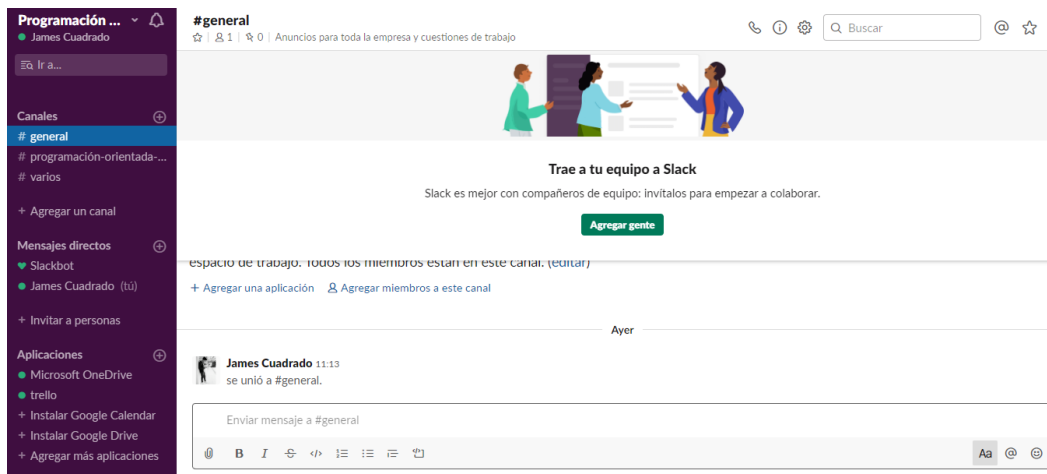 Programación ...
James Cuadrado
Ir a...
Canales
# general
# programación-orientada-...
# varios
+ Agregar un canal
Mensajes directos
Slackbot
James Cuadrado (tú)
+ Invitar a personas
Aplicaciones
Microsoft OneDrive
trello
+ Instalar Google Calendar
+ Instalar Google Drive
+ Agregar más aplicaciones
#general
1 | 0 | Anuncios para toda la empresa y cuestiones de trabajo
Buscar
Trae a tu equipo a Slack
Slack es mejor con compañeros de equipo: invítalos para empezar a colaborar.
Agregar gente
espacio de trabajo. Todos los miembros están en este canal. (editar)
+ Agregar una aplicación Agregar miembros a este canal
Ayer
James Cuadrado 11:13
se unió a #general.
Enviar mensaje a #general
B I S </> Aa @